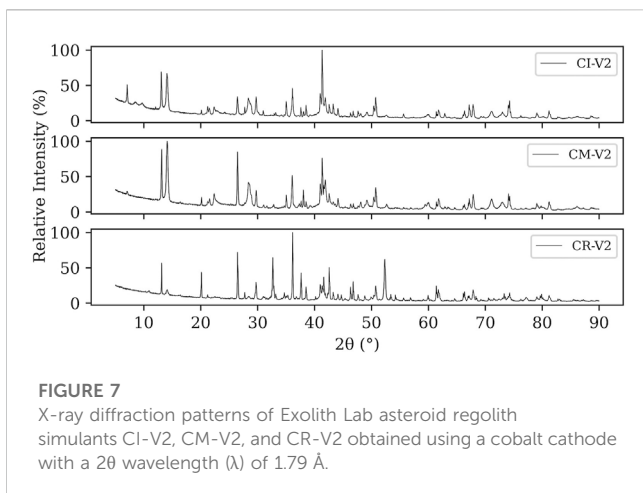 100
50
0
CI-V2
100
50
0
CM-V2
100
50
0
CR-V2
Relative Intensity (%)
10 20 30 40 50 60 70 80 90
2θ (°)
FIGURE 7
X-ray diffraction patterns of Exolith Lab asteroid regolith
simulants CI-V2, CM-V2, and CR-V2 obtained using a cobalt cathode
with a 2θ wavelength (λ) of 1.79 Å.